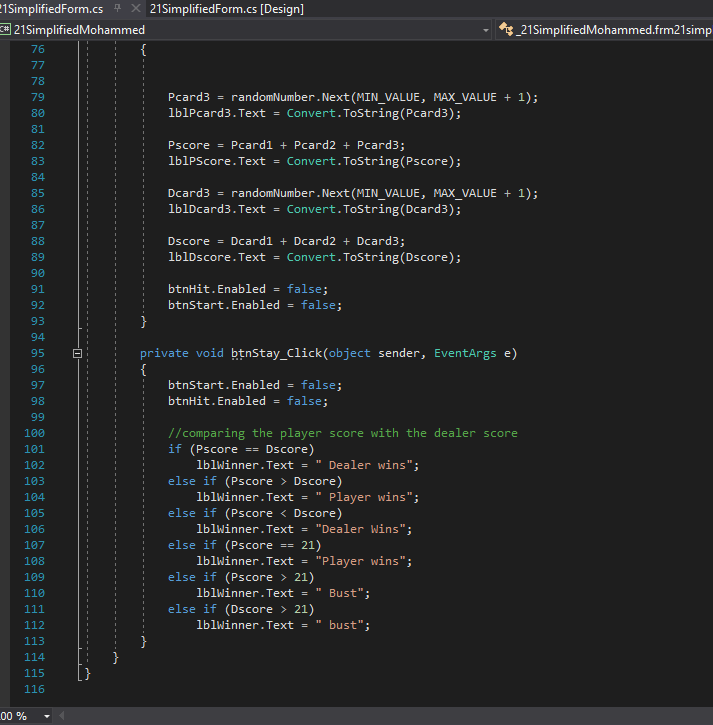 21SimplifiedForm.cs 21SimplifiedForm.cs [Design]
C# 21SimplifiedMohammed _21SimplifiedMohammed.frm21simp
76 {
77
78
79 Pcard3 = randomNumber.Next(MIN_VALUE, MAX_VALUE + 1);
80 lblPcard3.Text = Convert.ToString(Pcard3);
81
82 Pscore = Pcard1 + Pcard2 + Pcard3;
83 lblPScore.Text = Convert.ToString(Pscore);
84
85 Dcard3 = randomNumber.Next(MIN_VALUE, MAX_VALUE + 1);
86 lblDcard3.Text = Convert.ToString(Dcard3);
87
88 Dscore = Dcard1 + Dcard2 + Dcard3;
89 lblDscore.Text = Convert.ToString(Dscore);
90
91 btnHit.Enabled = false;
92 btnStart.Enabled = false;
93 }
94
95 private void btnStay_Click(object sender, EventArgs e)
96 {
97 btnStart.Enabled = false;
98 btnHit.Enabled = false;
99
100 //comparing the player score with the dealer score
101 if (Pscore == Dscore)
102 lblWinner.Text = " Dealer wins";
103 else if (Pscore > Dscore)
104 lblWinner.Text = " Player wins";
105 else if (Pscore < Dscore)
106 lblWinner.Text = "Dealer Wins";
107 else if (Pscore == 21)
108 lblWinner.Text = "Player wins";
109 else if (Pscore > 21)
110 lblWinner.Text = " Bust";
111 else if (Dscore > 21)
112 lblWinner.Text = " bust";
113 }
114 }
115 }
116
00 %